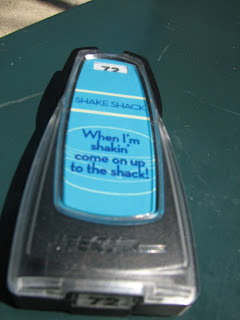 72
SHAKE SHACK
When I'm
shakin'
come on up
to the shack!
72